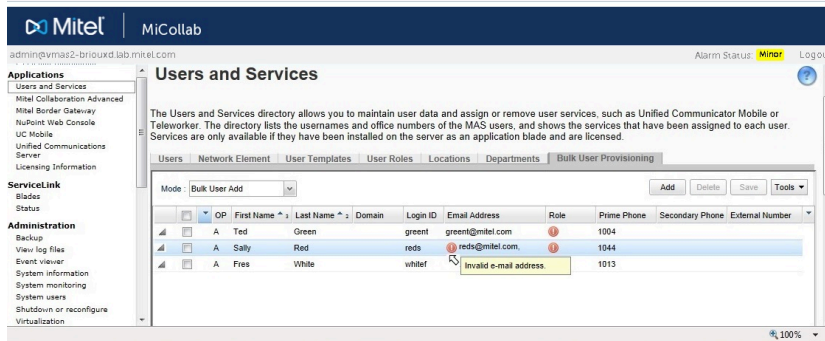 Mitel | MiCollab
admin@vmas2-briouxd.lab.mitel.com
Alarm Status: Minor Logou
Applications
Users and Services
Mitel Collaboration Advanced
Mitel Border Gateway
NuPoint Web Console
UC Mobile
Unified Communications
Server
Licensing Information
ServiceLink
Blades
Status
Administration
Backup
View log files
Event viewer
System information
System monitoring
System users
Shutdown or reconfigure
Virtualization
Users and Services
The Users and Services directory allows you to maintain user data and assign or remove user services, such as Unified Communicator Mobile or
Teleworker. The directory lists the usernames and office numbers of the MAS users, and shows the services that have been assigned to each user.
Services are only available if they have been installed on the server as an application blade and are licensed.
Users Network Element User Templates User Roles Locations Departments Bulk User Provisioning
Mode : Bulk User Add Add Delete Save Tools
OP First Name 1 Last Name 2 Domain Login ID Email Address Role Prime Phone Secondary Phone External Number
A Ted Green greent greent@mitel.com 1004
A Sally Red reds reds@mitel.com, 1044
A Fres White whitef 1013
Invalid e-mail address.
100%